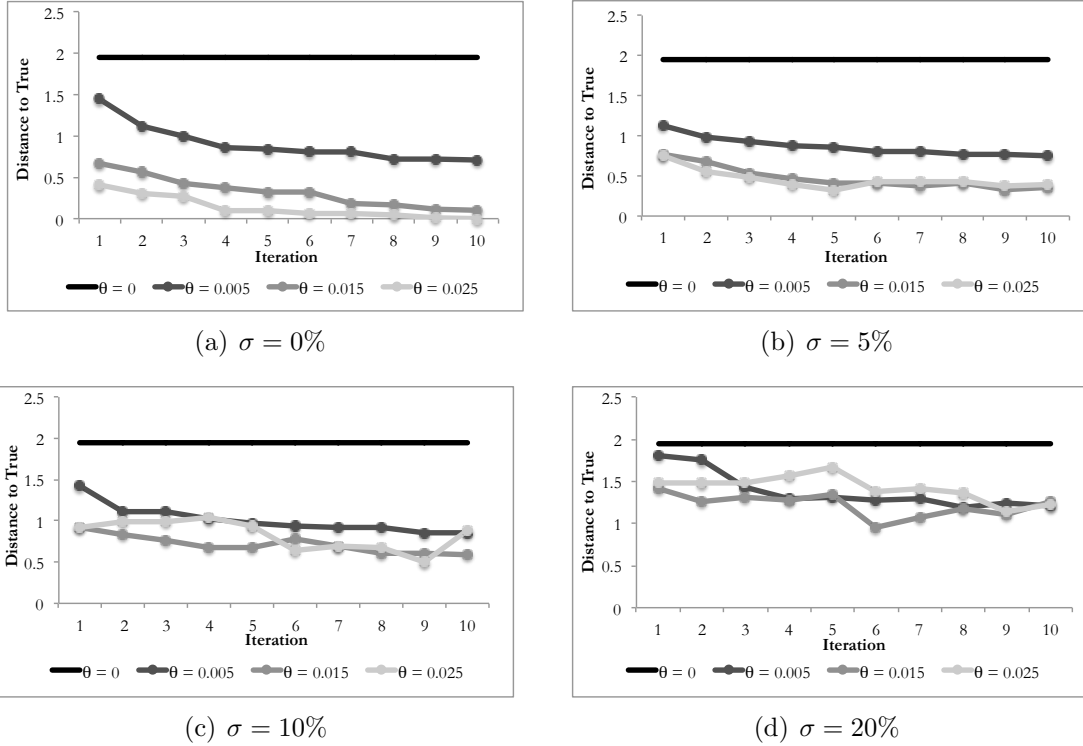 2.5
2
1.5
1
0.5
0
Distance to True
1 2 3 4 5 6 7 8 9 10
Iteration
θ = 0 θ = 0.005 θ = 0.015 θ = 0.025
(a) σ = 0%
2.5
2
1.5
1
0.5
0
Distance to True
1 2 3 4 5 6 7 8 9 10
Iteration
θ = 0 θ = 0.005 θ = 0.015 θ = 0.025
(b) σ = 5%
2.5
2
1.5
1
0.5
0
Distance to True
1 2 3 4 5 6 7 8 9 10
Iteration
θ = 0 θ = 0.005 θ = 0.015 θ = 0.025
(c) σ = 10%
2.5
2
1.5
1
0.5
0
Distance to True
1 2 3 4 5 6 7 8 9 10
Iteration
θ = 0 θ = 0.005 θ = 0.015 θ = 0.025
(d) σ = 20%